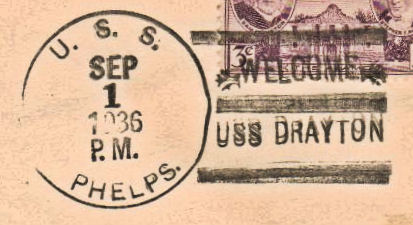 U. S. S.
SEP
1
1936
P.M.
PHELPS.
3¢
WELCOME
USS DRAYTON